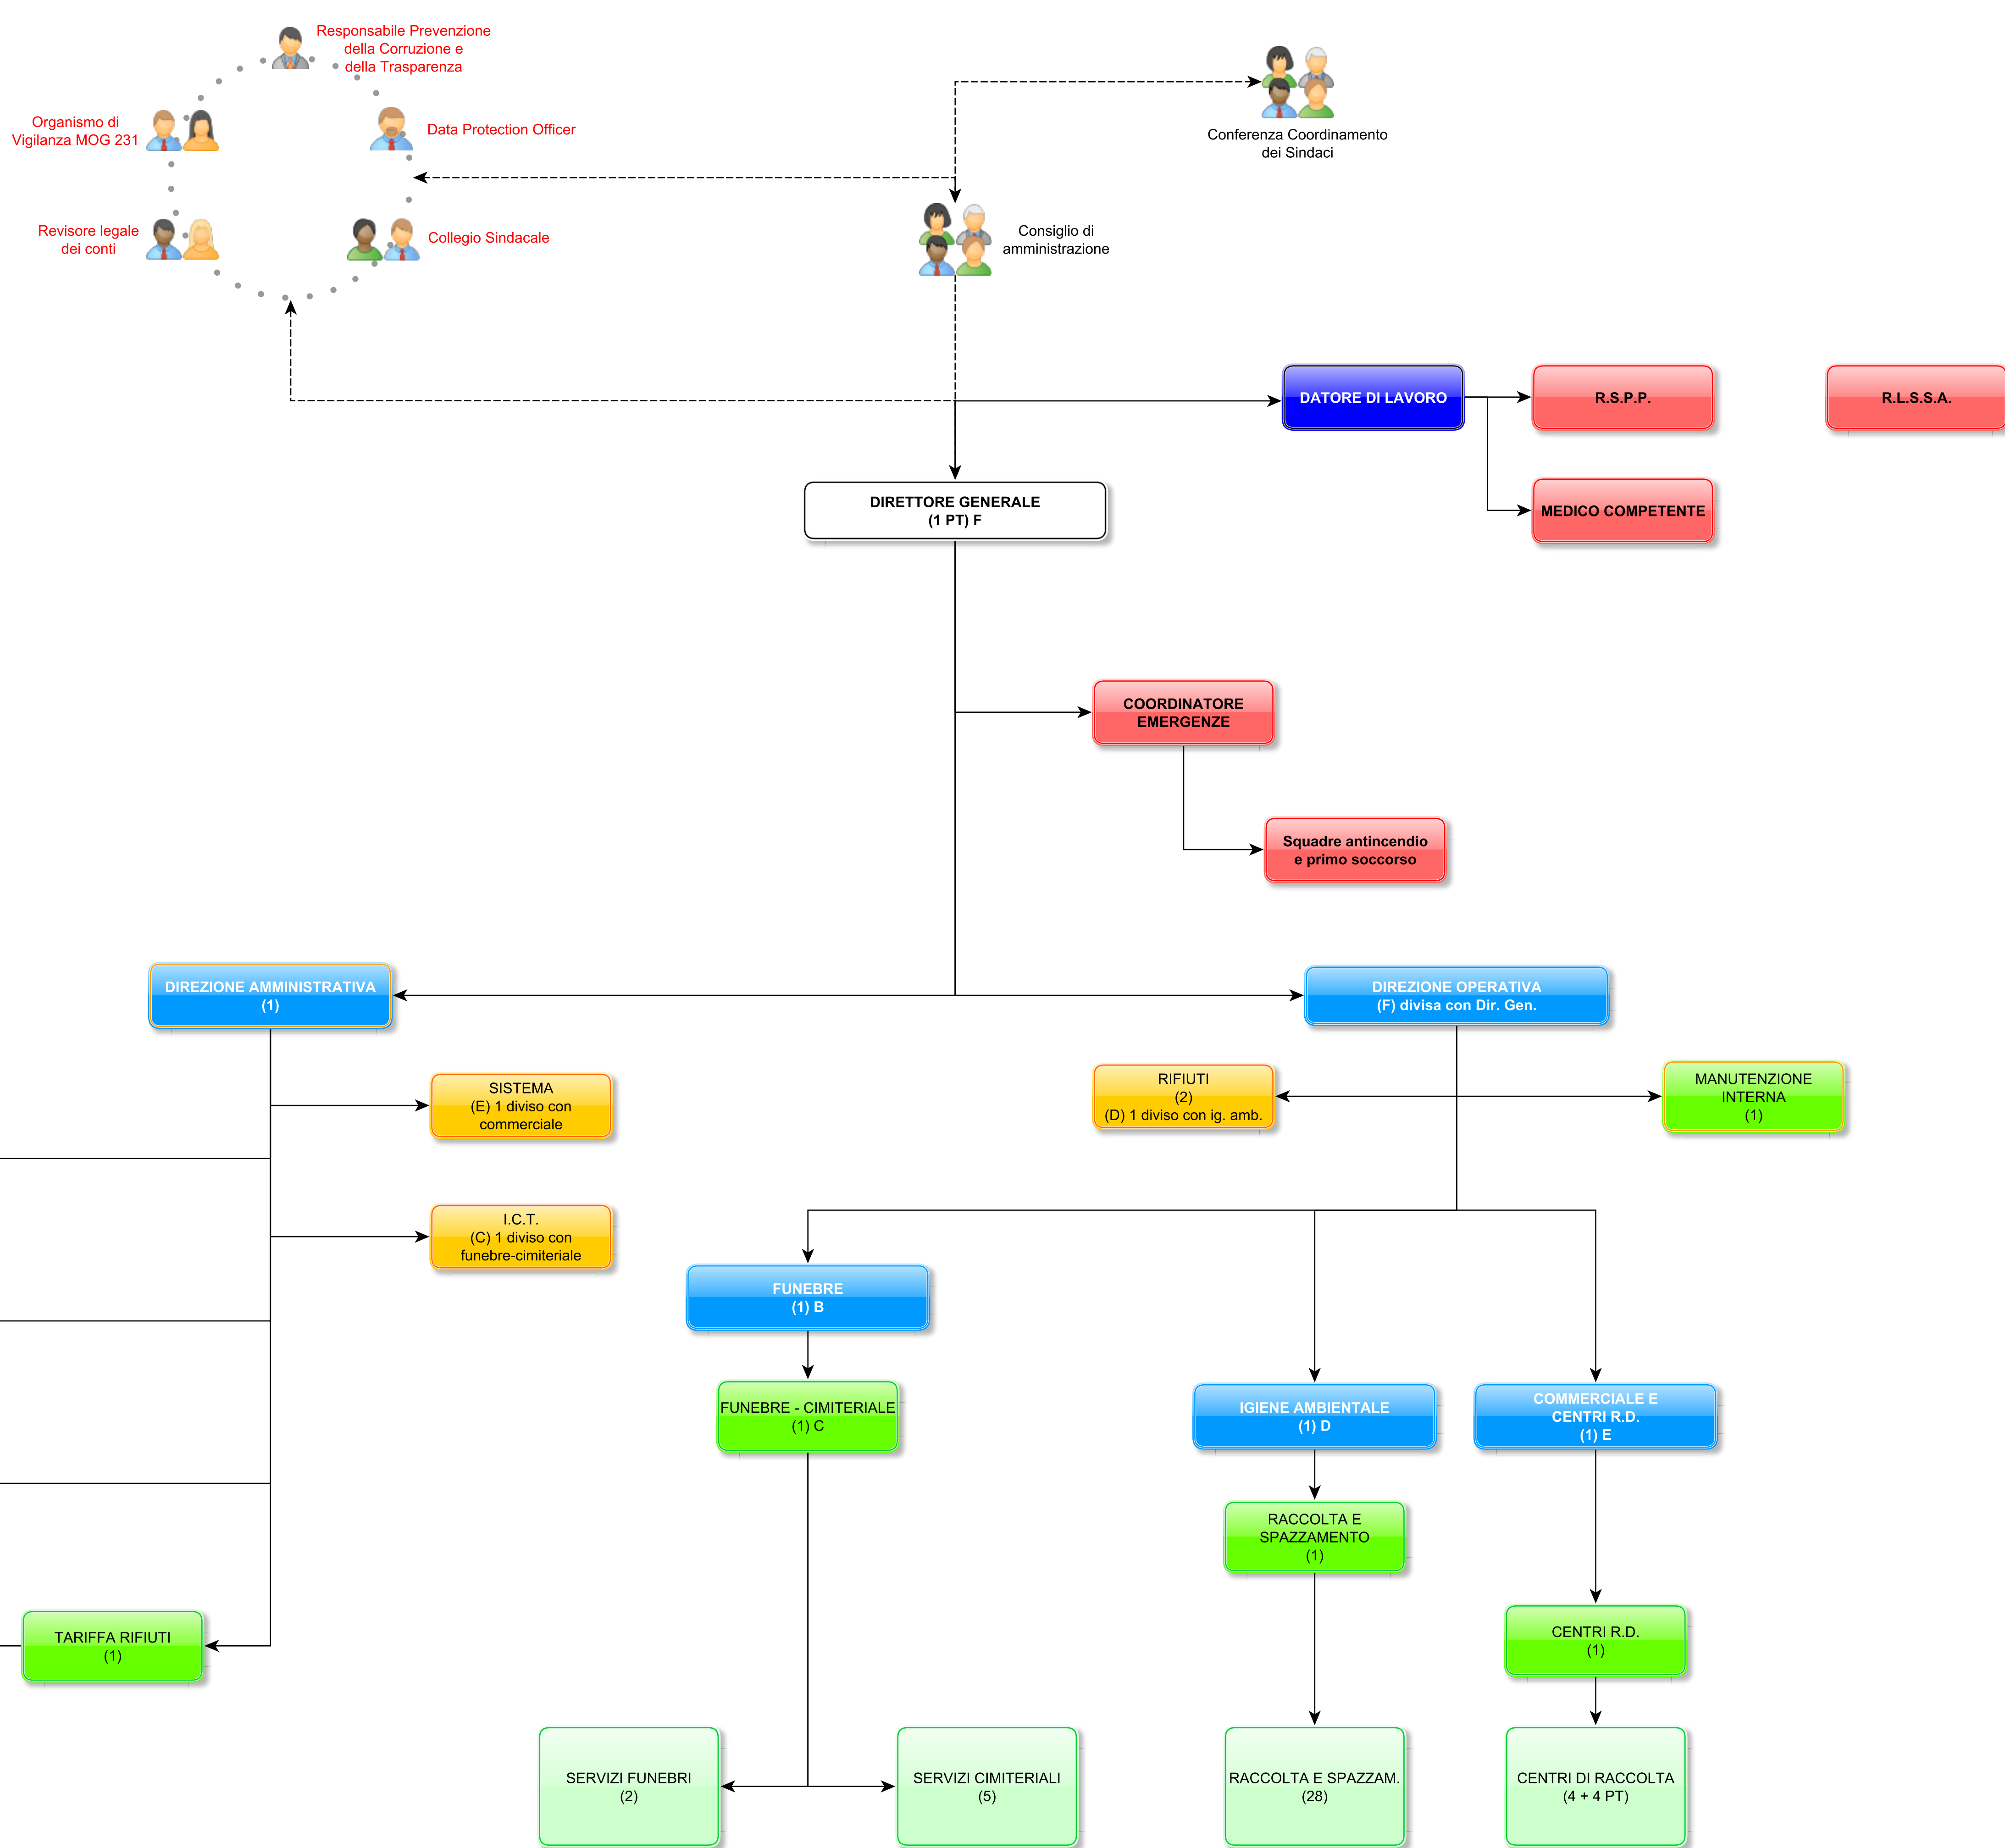 Responsabile Prevenzione
della Corruzione e
della Trasparenza
Organismo di
Vigilanza MOG 231
Data Protection Officer
Conferenza Coordinamento
dei Sindaci
Revisore legale
dei conti
Collegio Sindacale
Consiglio di
amministrazione
DATORE DI LAVORO
R.S.P.P.
R.L.S.S.A.
DIRETTORE GENERALE
(1 PT) F
MEDICO COMPETENTE
COORDINATORE
EMERGENZE
Squadre antincendio
e primo soccorso
DIREZIONE AMMINISTRATIVA
(1)
DIREZIONE OPERATIVA
(F) divisa con Dir. Gen.
SISTEMA
(E) 1 diviso con
commerciale
RIFIUTI
(2)
(D) 1 diviso con ig. amb.
MANUTENZIONE
INTERNA
(1)
I.C.T.
(C) 1 diviso con
funebre-cimiteriale
FUNEBRE
(1) B
FUNEBRE - CIMITERIALE
(1) C
IGIENE AMBIENTALE
(1) D
COMMERCIALE E
CENTRI R.D.
(1) E
RACCOLTA E
SPAZZAMENTO
(1)
TARIFFA RIFIUTI
(1)
CENTRI R.D.
(1)
SERVIZI FUNEBRI
(2)
SERVIZI CIMITERIALI
(5)
RACCOLTA E SPAZZAM.
(28)
CENTRI DI RACCOLTA
(4 + 4 PT)